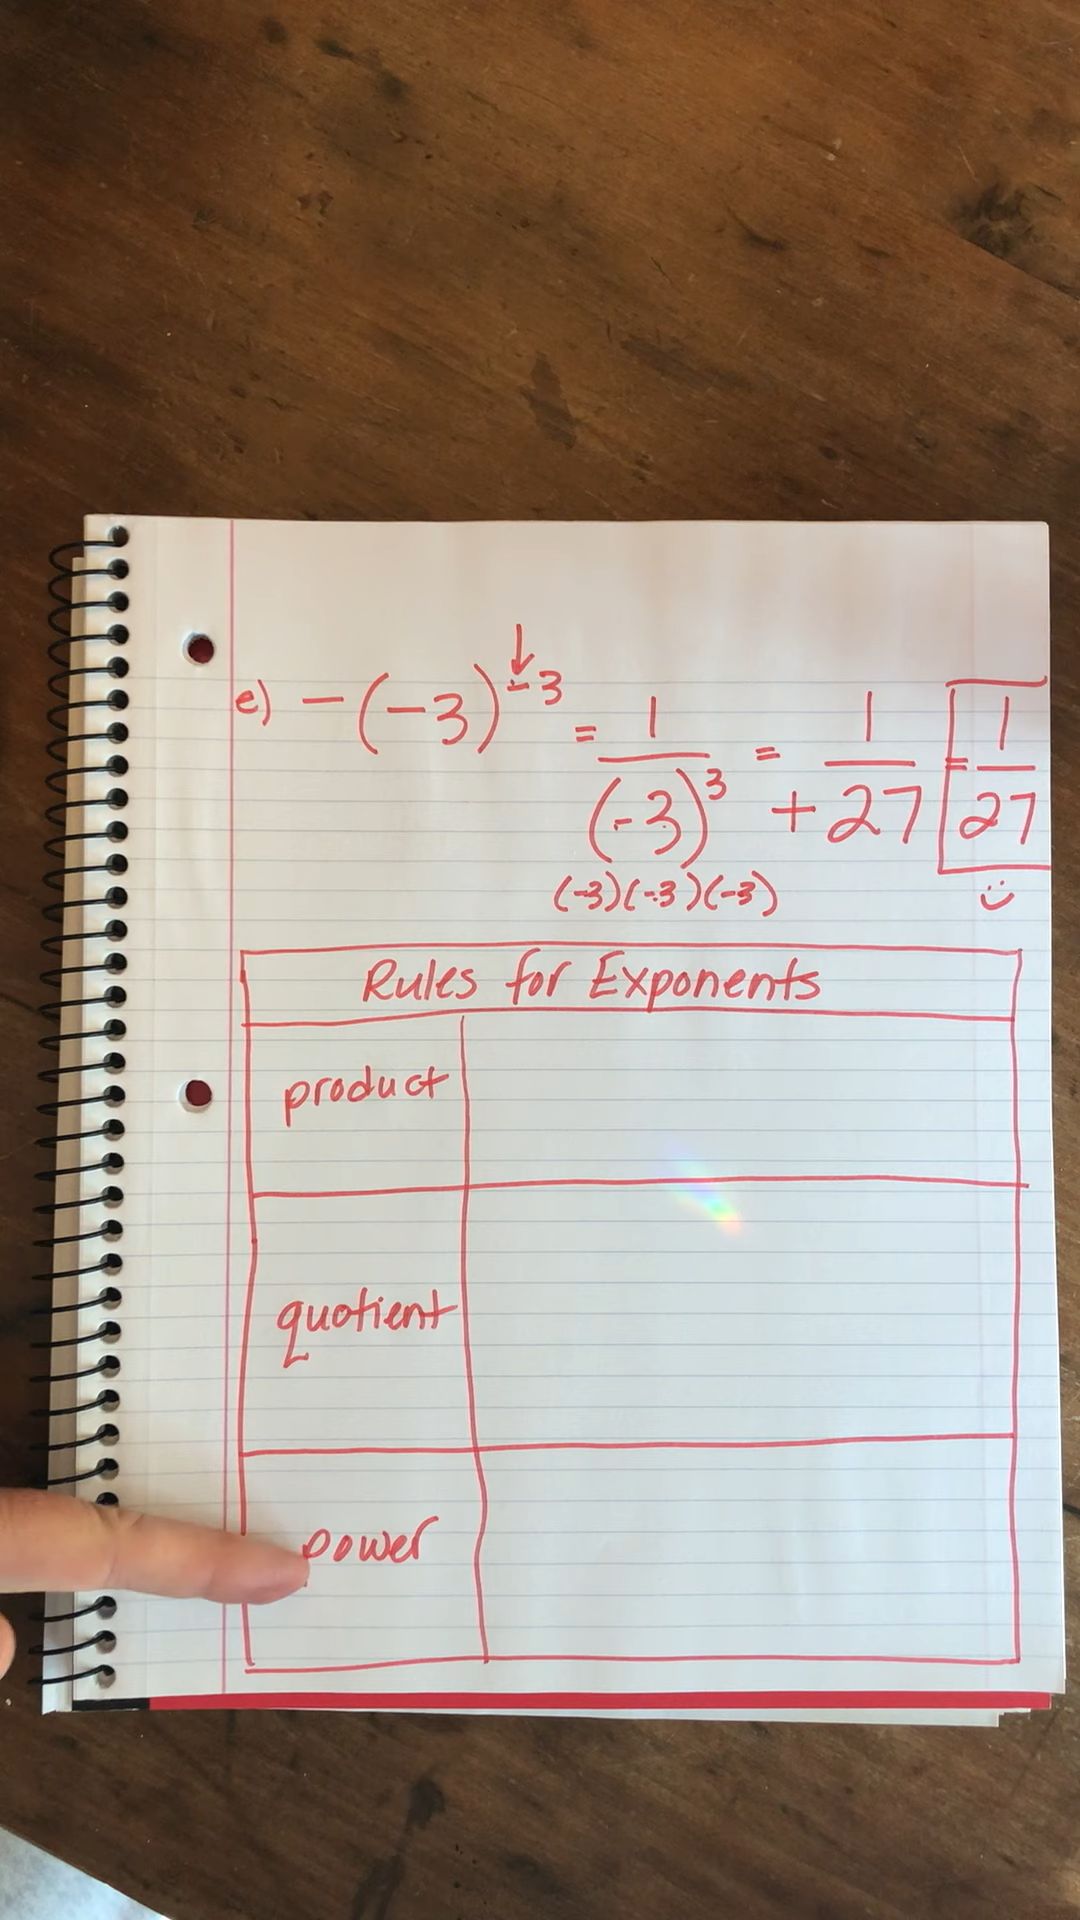 e) -(-3)^-3 = 1/(-3)^3 = 1/+27 = 1/27
(-3)(-3)(-3)
Rules for Exponents
product
quotient
power